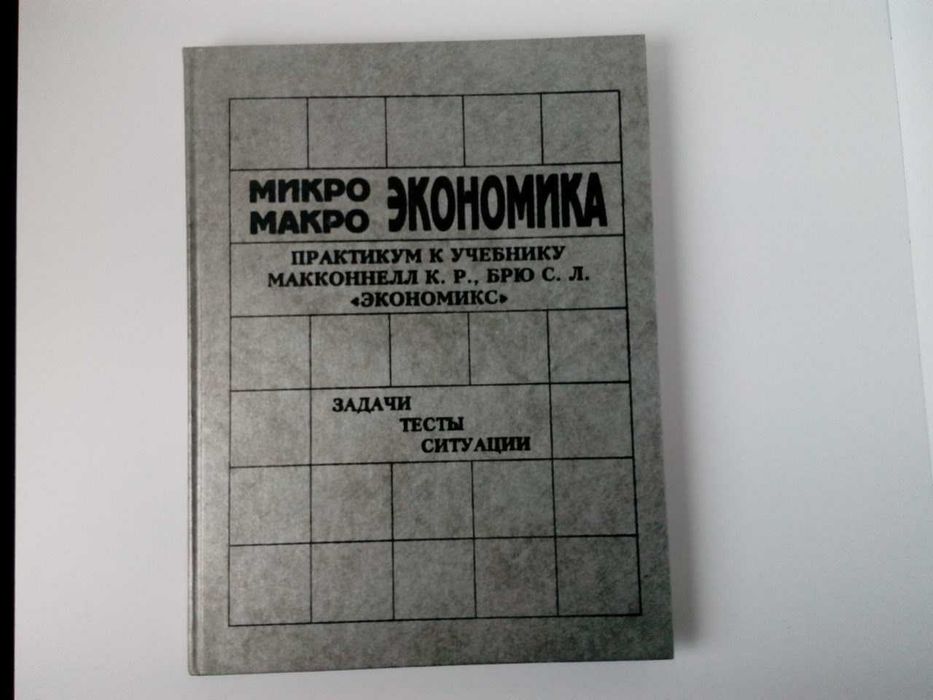 МИКРО
МАКРО
ЭКОНОМИКА
ПРАКТИКУМ К УЧЕБНИКУ
МАККОННЕЛЛ К. Р., БРЮ С. Л.
«ЭКОНОМИКС»
ЗАДАЧИ
ТЕСТЫ
СИТУАЦИИ